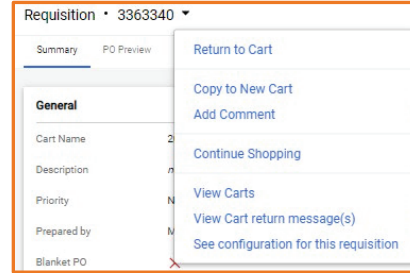 Requisition • 3363340
Summary PO Preview
Return to Cart
Copy to New Cart
Add Comment
Continue Shopping
View Carts
View Cart return message(s)
See configuration for this requisition
General
Cart Name 2
Description n
Priority N
Prepared by M
Blanket PO